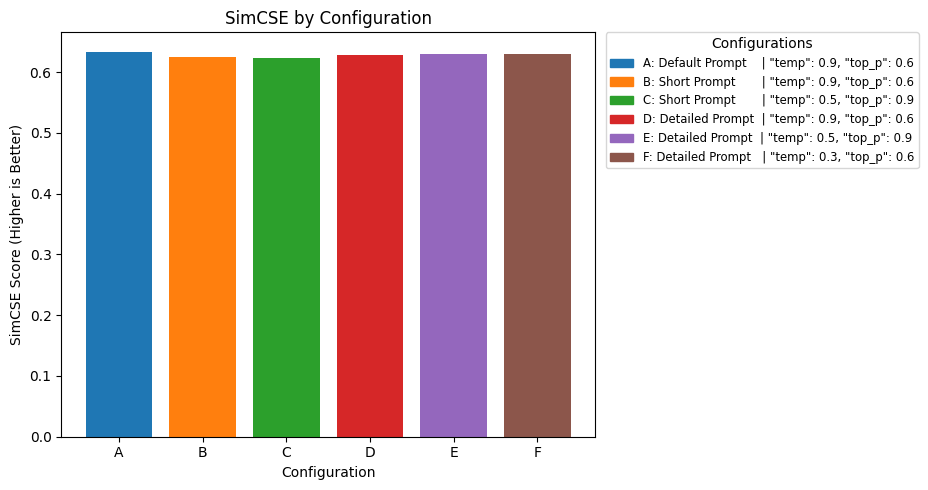 SimCSE by Configuration
SimCSE Score (Higher is Better)
0.6
0.5
0.4
0.3
0.2
0.1
0.0
A B C D E F
Configuration
Configurations
A: Default Prompt | "temp": 0.9, "top_p": 0.6
B: Short Prompt | "temp": 0.9, "top_p": 0.6
C: Short Prompt | "temp": 0.5, "top_p": 0.9
D: Detailed Prompt | "temp": 0.9, "top_p": 0.6
E: Detailed Prompt | "temp": 0.5, "top_p": 0.9
F: Detailed Prompt | "temp": 0.3, "top_p": 0.6